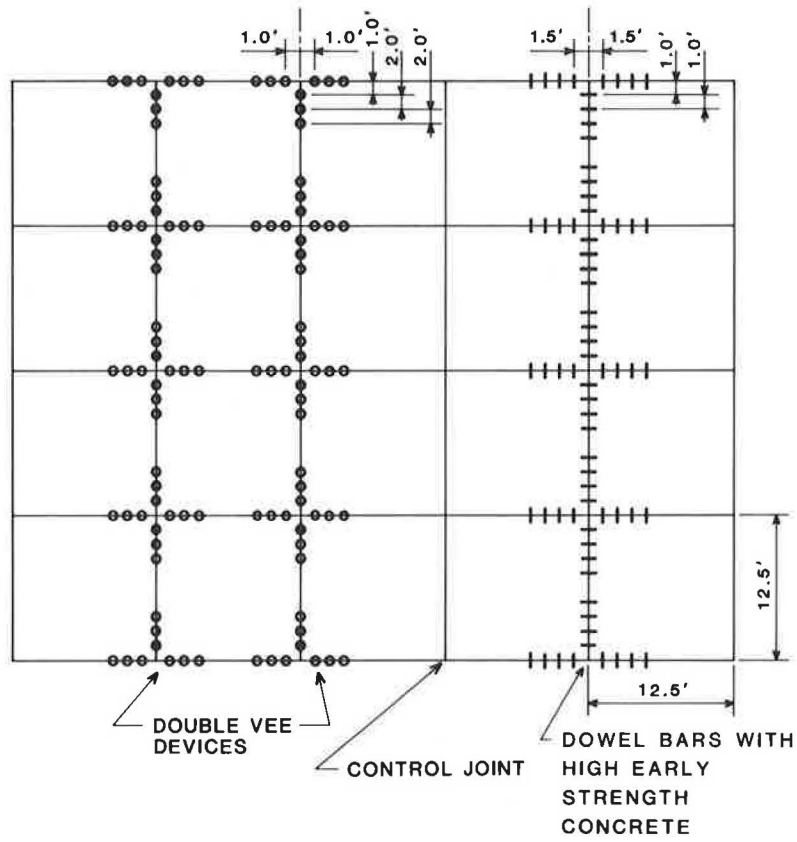 1.0' 1.0' 1.0' 2.0' 2.0' 1.5' 1.5' 1.0' 1.0'
12.5'
12.5'
DOUBLE VEE
DEVICES
CONTROL JOINT
DOWEL BARS WITH
HIGH EARLY
STRENGTH
CONCRETE